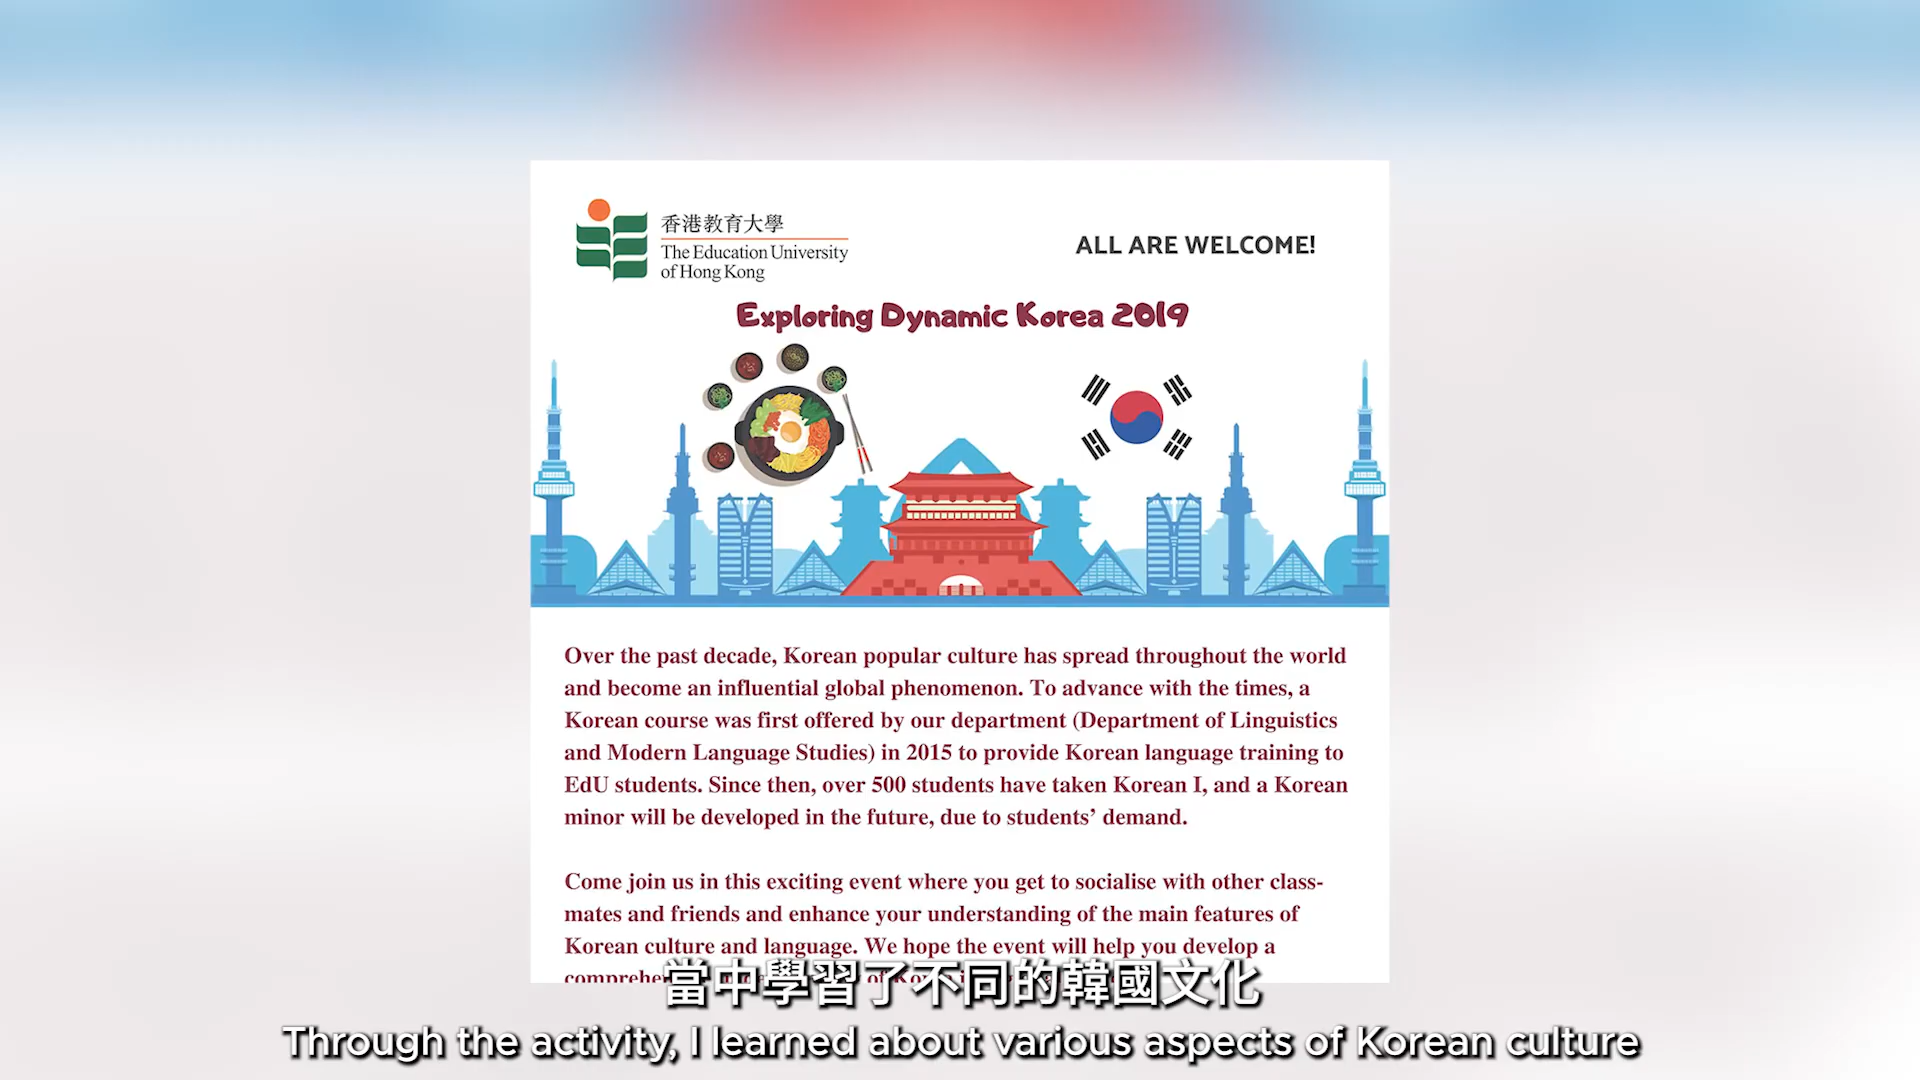 香港教育大學
The Education University
of Hong Kong
ALL ARE WELCOME!
Exploring Dynamic Korea 2019
Over the past decade, Korean popular culture has spread throughout the world
and become an influential global phenomenon. To advance with the times, a
Korean course was first offered by our department (Department of Linguistics
and Modern Language Studies) in 2015 to provide Korean language training to
EdU students. Since then, over 500 students have taken Korean I, and a Korean
minor will be developed in the future, due to students’ demand.
Come join us in this exciting event where you get to socialise with other class-
mates and friends and enhance your understanding of the main features of
Korean culture and language. We hope the event will help you develop a
of
當中學習了不同的韓國文化
Through the activity, I learned about various aspects of Korean culture